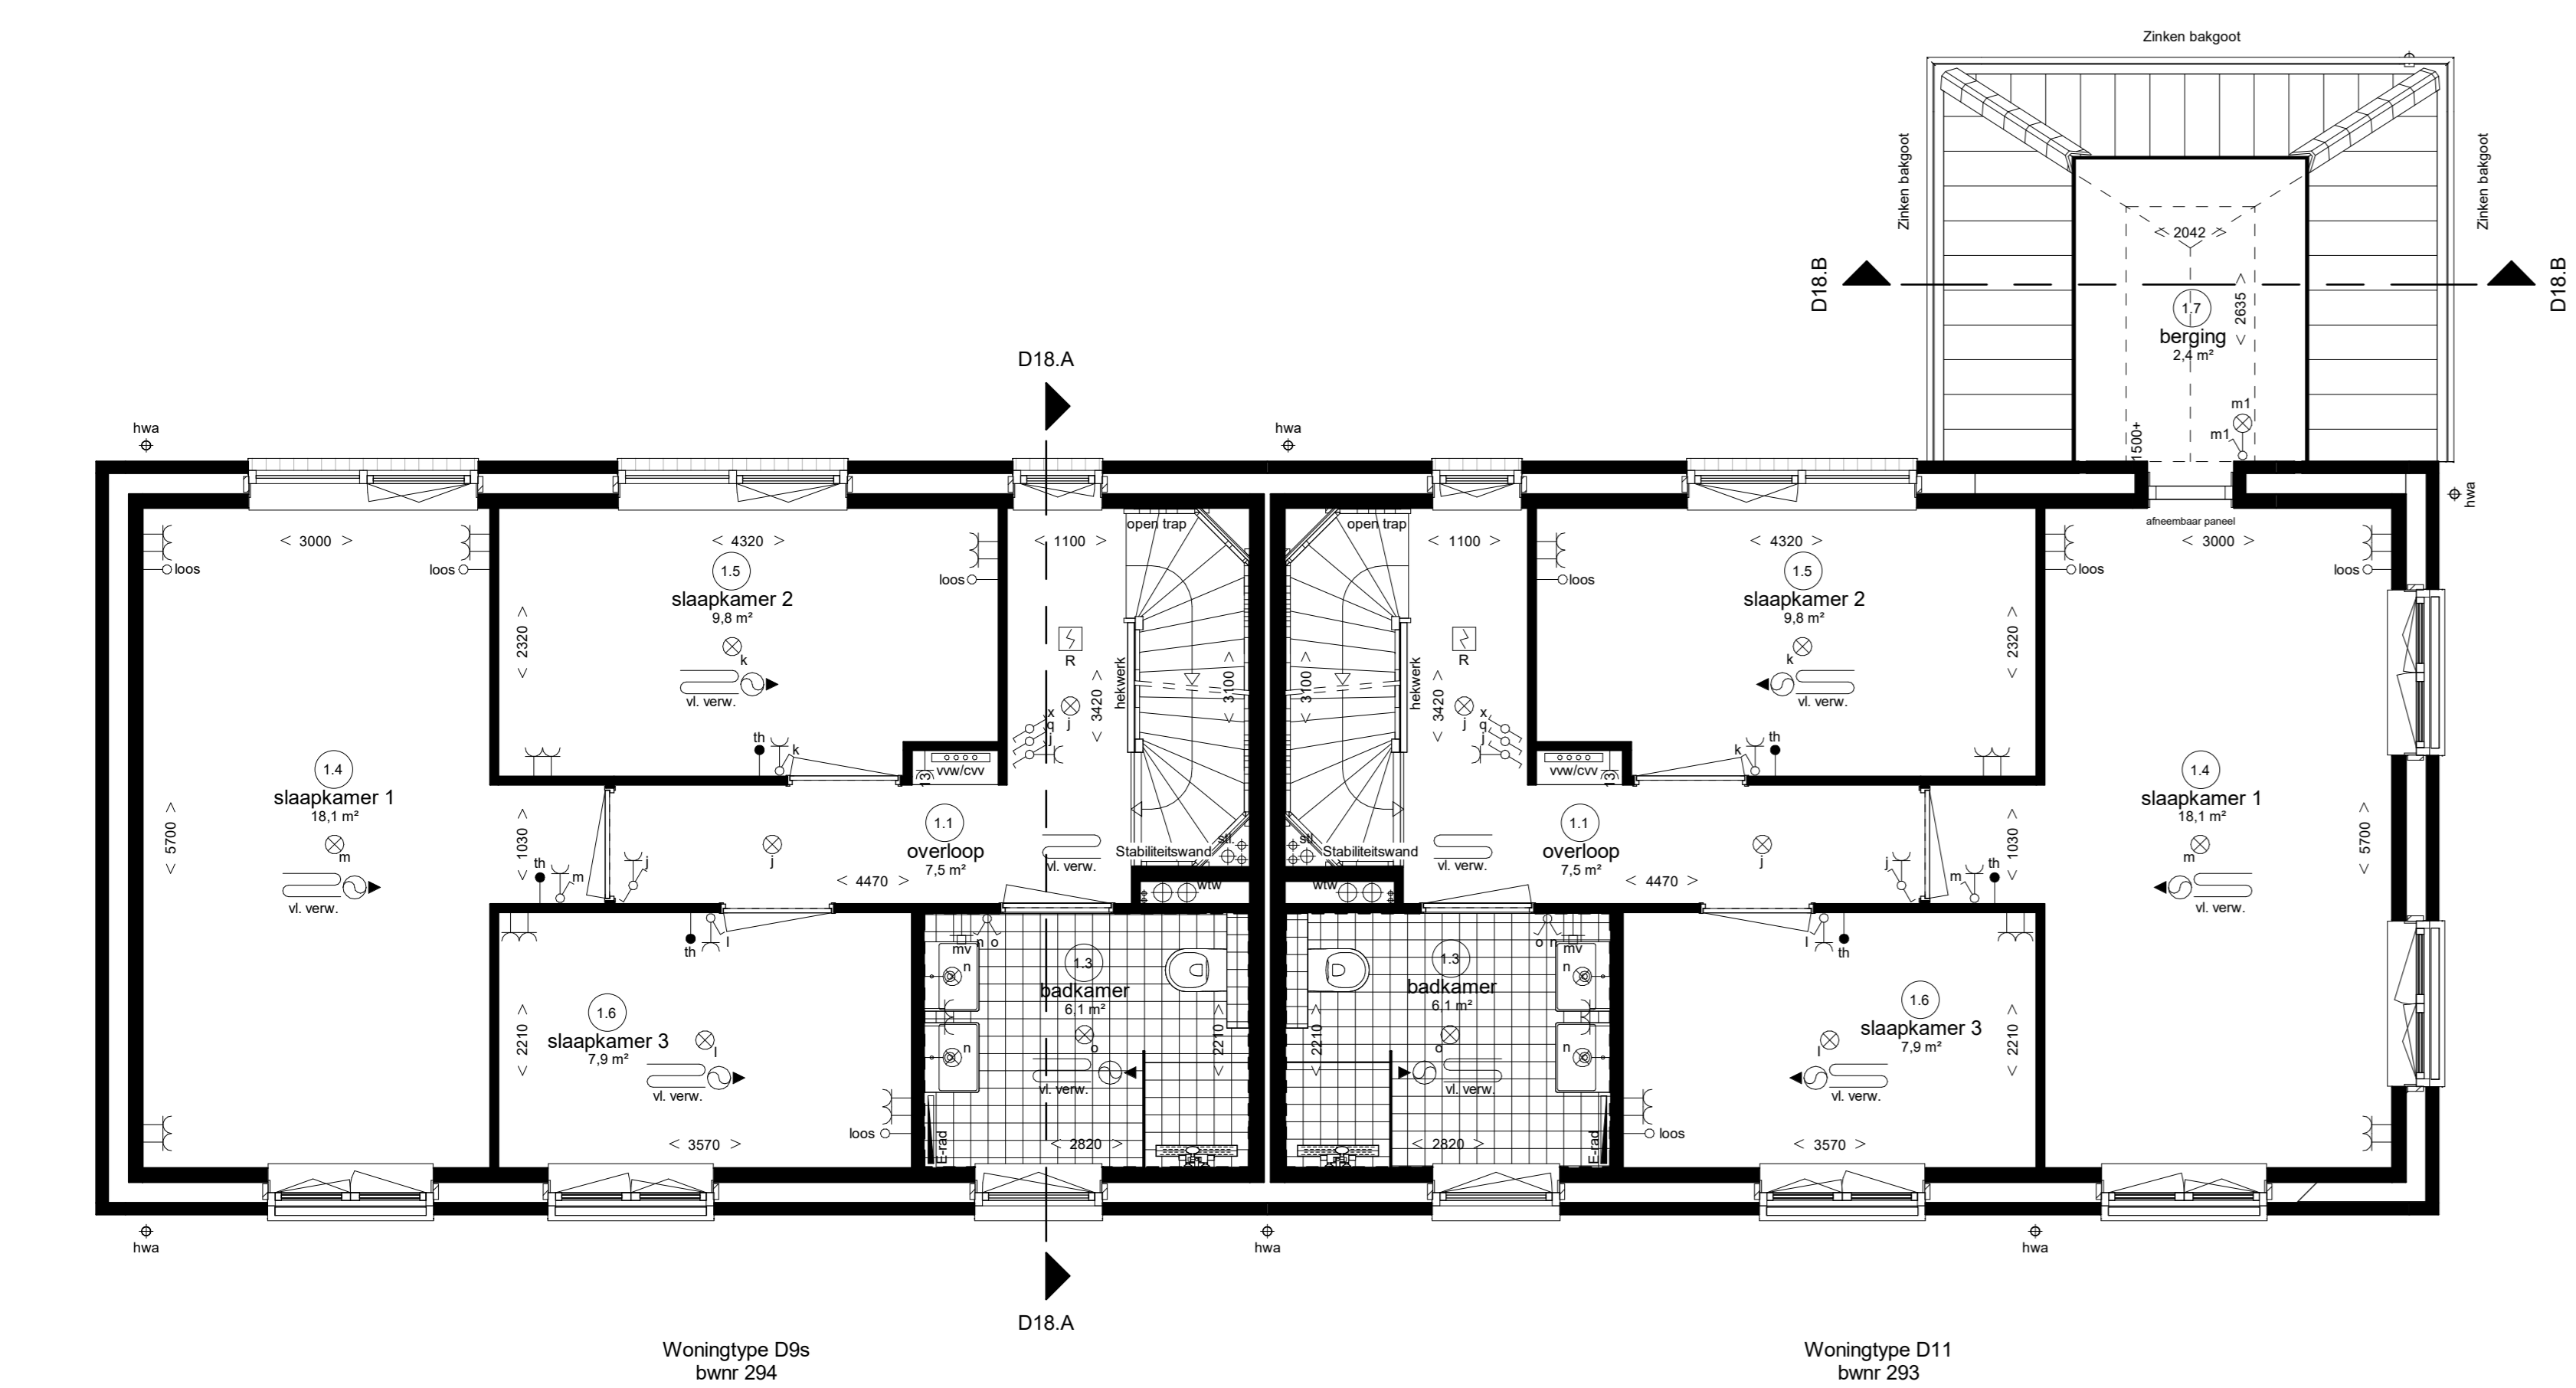 Zinken bakgoot
Zinken bakgoot
Zinken bakgoot
< 2042 >
D18.B
D18.B
1.7
< 2635 >
berging
2,4 m²
m1
m1
1500+
D18.A
hwa
hwa
hwa
afneembaar paneel
< 3000 >
< 4320 >
< 1100 >
open trap
open trap
< 1100 >
< 4320 >
< 3000 >
loos
loos
1.5
slaapkamer 2
9,8 m²
loos
loos
1.5
slaapkamer 2
9,8 m²
loos
loos
< 2320 >
k
vl. verw.
R
hekwerk
< 3100 >
< 3420 >
j
x
q
j
< 3100 >
hekwerk
R
< 3420 >
j
x
q
j
k
vl. verw.
< 2320 >
th
k
vvw/cvv
13
vvw/cvv
13
k
th
1.4
slaapkamer 1
18,1 m²
m
vl. verw.
< 5700 >
< 1030 >
th
m
j
j
1.1
overloop
7,5 m²
< 4470 >
vl. verw.
Stabiliteitswand
stl.
wtw
stl.
Stabiliteitswand
wtw
vl. verw.
1.1
overloop
7,5 m²
< 4470 >
j
j
m
th
< 1030 >
1.4
slaapkamer 1
18,1 m²
m
vl. verw.
< 5700 >
th
l
1.6
slaapkamer 3
7,9 m²
l
vl. verw.
< 2210 >
loos
< 3570 >
mv
n
o
n
n
1.3
badkamer
6,1 m²
o
vl. verw.
< 2210 >
< 2820 >
E-rad
1.3
badkamer
6,1 m²
o
vl. verw.
< 2210 >
< 2820 >
E-rad
o
n
mv
n
n
l
th
1.6
slaapkamer 3
7,9 m²
l
vl. verw.
< 2210 >
loos
< 3570 >
hwa
hwa
hwa
D18.A
Woningtype D9s
bwnr 294
Woningtype D11
bwnr 293